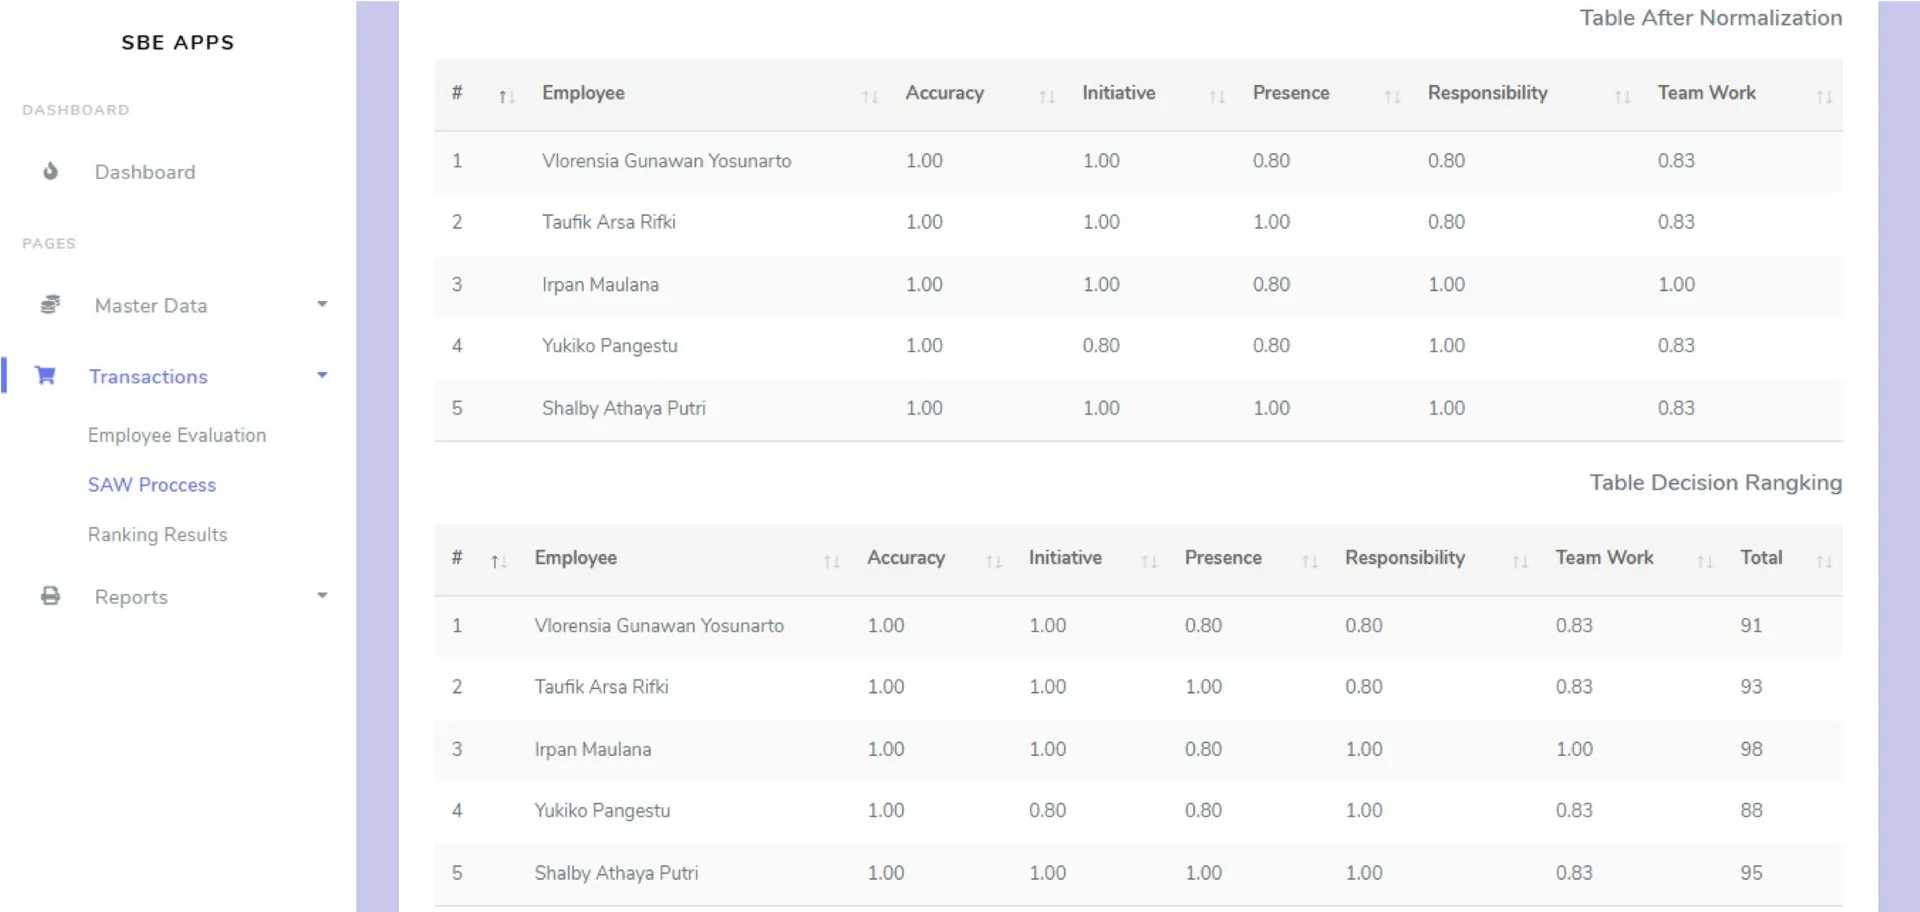 SBE APPS
DASHBOARD
Dashboard
PAGES
Master Data
Transactions
Employee Evaluation
SAW Proccess
Ranking Results
Reports
Table After Normalization
# Employee Accuracy Initiative Presence Responsibility Team Work
1 Vlorensia Gunawan Yosunarto 1.00 1.00 0.80 0.80 0.83
2 Taufik Arsa Rifki 1.00 1.00 1.00 0.80 0.83
3 Irpan Maulana 1.00 1.00 0.80 1.00 1.00
4 Yukiko Pangestu 1.00 0.80 0.80 1.00 0.83
5 Shalby Athaya Putri 1.00 1.00 1.00 1.00 0.83
Table Decision Rangking
# Employee Accuracy Initiative Presence Responsibility Team Work Total
1 Vlorensia Gunawan Yosunarto 1.00 1.00 0.80 0.80 0.83 91
2 Taufik Arsa Rifki 1.00 1.00 1.00 0.80 0.83 93
3 Irpan Maulana 1.00 1.00 0.80 1.00 1.00 98
4 Yukiko Pangestu 1.00 0.80 0.80 1.00 0.83 88
5 Shalby Athaya Putri 1.00 1.00 1.00 1.00 0.83 95